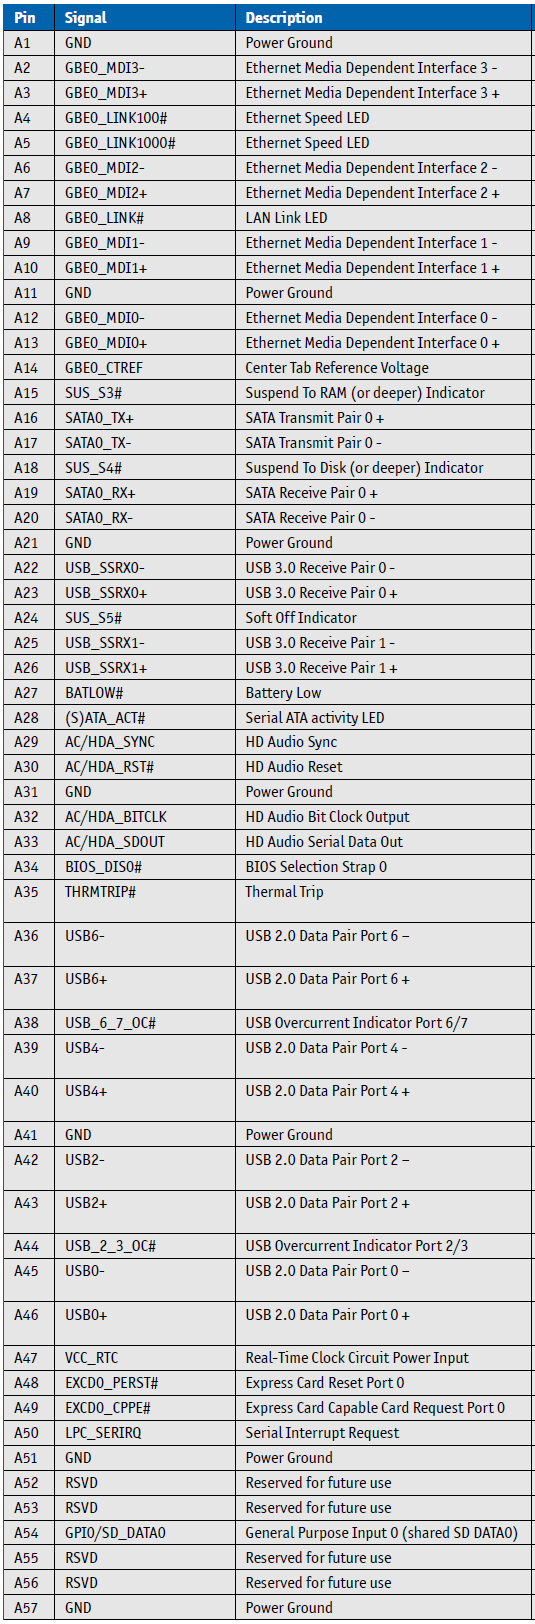 Pin Signal Description
A1 GND Power Ground
A2 GBE0_MDI3- Ethernet Media Dependent Interface 3 -
A3 GBE0_MDI3+ Ethernet Media Dependent Interface 3 +
A4 GBE0_LINK100# Ethernet Speed LED
A5 GBE0_LINK1000# Ethernet Speed LED
A6 GBE0_MDI2- Ethernet Media Dependent Interface 2 -
A7 GBE0_MDI2+ Ethernet Media Dependent Interface 2 +
A8 GBE0_LINK# LAN Link LED
A9 GBE0_MDI1- Ethernet Media Dependent Interface 1 -
A10 GBE0_MDI1+ Ethernet Media Dependent Interface 1 +
A11 GND Power Ground
A12 GBE0_MDI0- Ethernet Media Dependent Interface 0 -
A13 GBE0_MDI0+ Ethernet Media Dependent Interface 0 +
A14 GBE0_CTREF Center Tab Reference Voltage
A15 SUS_S3# Suspend To RAM (or deeper) Indicator
A16 SATA0_TX+ SATA Transmit Pair 0 +
A17 SATA0_TX- SATA Transmit Pair 0 -
A18 SUS_S4# Suspend To Disk (or deeper) Indicator
A19 SATA0_RX+ SATA Receive Pair 0 +
A20 SATA0_RX- SATA Receive Pair 0 -
A21 GND Power Ground
A22 USB_SSRX0- USB 3.0 Receive Pair 0 -
A23 USB_SSRX0+ USB 3.0 Receive Pair 0 +
A24 SUS_S5# Soft Off Indicator
A25 USB_SSRX1- USB 3.0 Receive Pair 1 -
A26 USB_SSRX1+ USB 3.0 Receive Pair 1 +
A27 BATLOW# Battery Low
A28 (S)ATA_ACT# Serial ATA activity LED
A29 AC/HDA_SYNC HD Audio Sync
A30 AC/HDA_RST# HD Audio Reset
A31 GND Power Ground
A32 AC/HDA_BITCLK HD Audio Bit Clock Output
A33 AC/HDA_SDOUT HD Audio Serial Data Out
A34 BIOS_DIS0# BIOS Selection Strap 0
A35 THRMTRIP# Thermal Trip
A36 USB6- USB 2.0 Data Pair Port 6 –
A37 USB6+ USB 2.0 Data Pair Port 6 +
A38 USB_6_7_OC# USB Overcurrent Indicator Port 6/7
A39 USB4- USB 2.0 Data Pair Port 4 -
A40 USB4+ USB 2.0 Data Pair Port 4 +
A41 GND Power Ground
A42 USB2- USB 2.0 Data Pair Port 2 –
A43 USB2+ USB 2.0 Data Pair Port 2 +
A44 USB_2_3_OC# USB Overcurrent Indicator Port 2/3
A45 USB0- USB 2.0 Data Pair Port 0 –
A46 USB0+ USB 2.0 Data Pair Port 0 +
A47 VCC_RTC Real-Time Clock Circuit Power Input
A48 EXCD0_PERST# Express Card Reset Port 0
A49 EXCD0_CPPE# Express Card Capable Card Request Port 0
A50 LPC_SERIRQ Serial Interrupt Request
A51 GND Power Ground
A52 RSVD Reserved for future use
A53 RSVD Reserved for future use
A54 GPI0/SD_DATA0 General Purpose Input 0 (shared SD DATA0)
A55 RSVD Reserved for future use
A56 RSVD Reserved for future use
A57 GND Power Ground